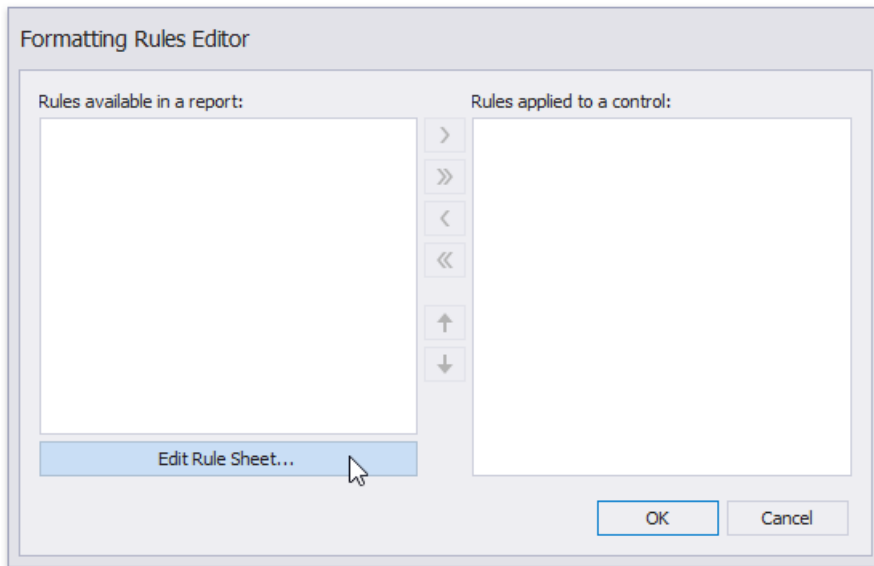 Formatting Rules Editor
Rules available in a report:
Rules applied to a control:
Edit Rule Sheet...
OK
Cancel